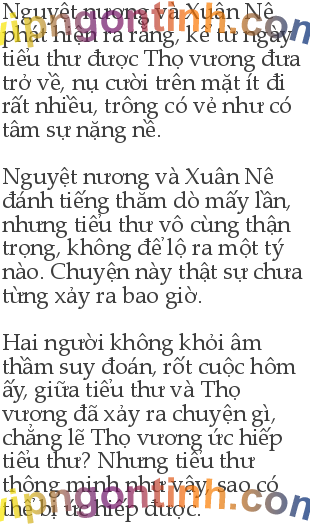 Nguyệt nương và Xuân Nê
phát hiện ra rằng, kể từ ngày
tiểu thư được Thọ vương đưa
trở về, nụ cười trên mặt ít đi
rất nhiều, trông có vẻ như có
tâm sự nặng nề.
Nguyệt nương và Xuân Nê
đánh tiếng thăm dò mấy lần,
nhưng tiểu thư vô cùng thận
trọng, không để lộ ra một tý
nào. Chuyện này thật sự chưa
từng xảy ra bao giờ.
Hai người không khỏi âm
thầm suy đoán, rốt cuộc hôm
ấy, giữa tiểu thư và Thọ
vương đã xảy ra chuyện gì,
chẳng lẽ Thọ vương ức hiếp
tiểu thư? Nhưng tiểu thư
thông minh như vậy, sao có
thể bị ức hiếp được.
vipngontinh.com
vipngontinh.com